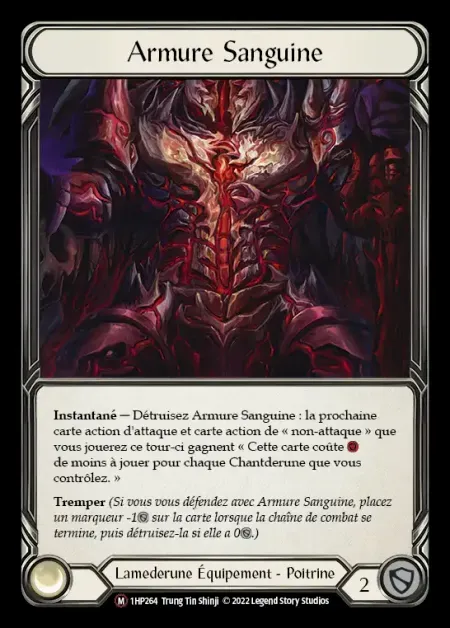 Armure Sanguine
Instantané — Détruisez Armure Sanguine : la prochaine
carte action d'attaque et carte action de « non-attaque » que
vous jouerez ce tour-ci gagnent « Cette carte coûte
de moins à jouer pour chaque Chantderune que vous
contrôlez. »
Tremper (Si vous vous défendez avec Armure Sanguine, placez
un marqueur -1 sur la carte lorsque la chaîne de combat se
termine, puis détruisez-la si elle a 0.)
Lamederune Équipement - Poitrine
2
M 1HP264 Trung Tin Shinji © 2022 Legend Story Studios